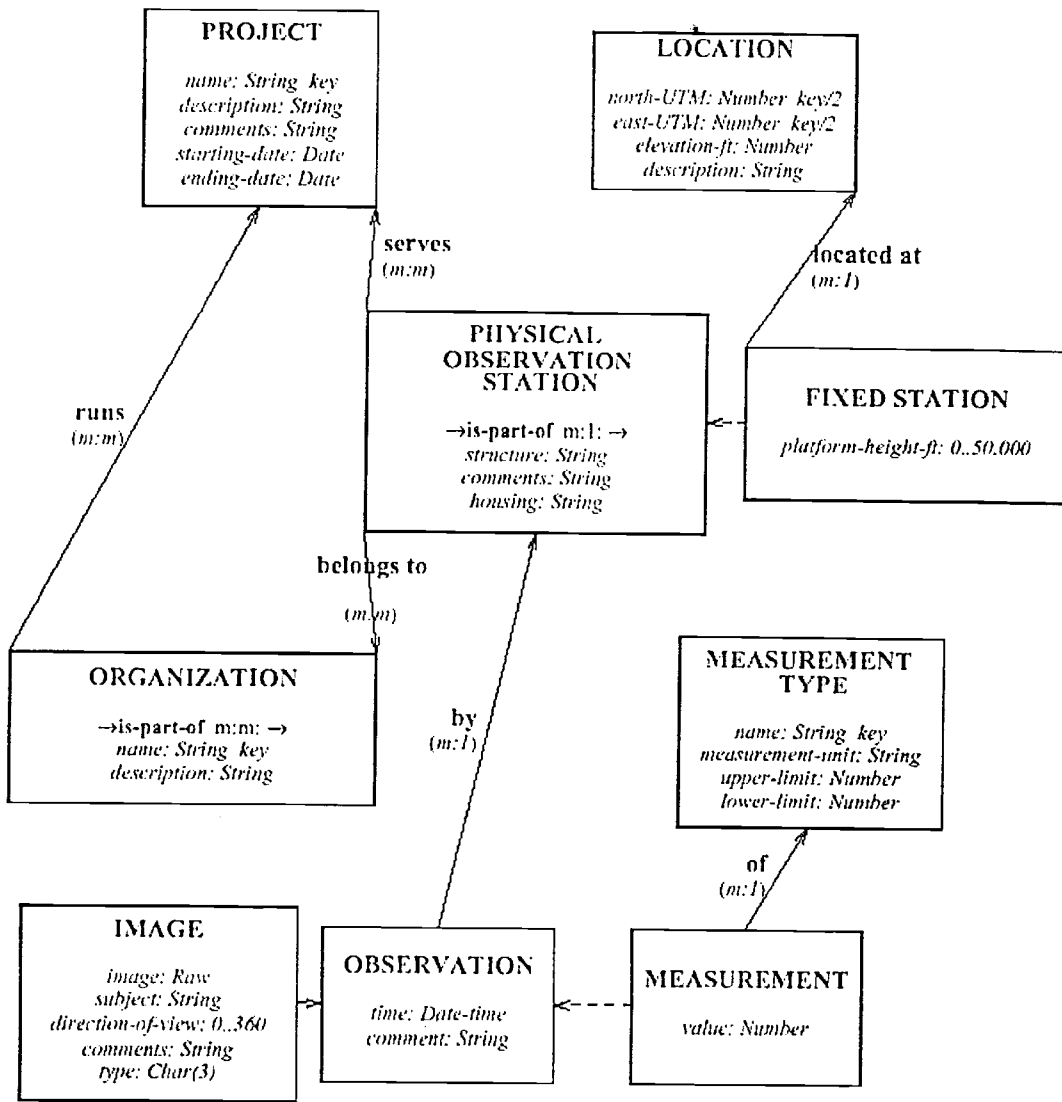 PROJECT
name: String key
description: String
comments: String
starting-date: Date
ending-date: Date
LOCATION
north-UTM: Number key/2
east-UTM: Number key/2
elevation-ft: Number
description: String
serves
(m:m)
located at
(m:1)
PHYSICAL
OBSERVATION
STATION
→is-part-of m:1: →
structure: String
comments: String
housing: String
FIXED STATION
platform-height-ft: 0..50.000
runs
(m:m)
belongs to
(m:m)
ORGANIZATION
→is-part-of m:m: →
name: String key
description: String
by
(m:1)
MEASUREMENT
TYPE
name: String key
measurement-unit: String
upper-limit: Number
lower-limit: Number
of
(m:1)
IMAGE
image: Raw
subject: String
direction-of-view: 0..360
comments: String
type: Char(3)
OBSERVATION
time: Date-time
comment: String
MEASUREMENT
value: Number